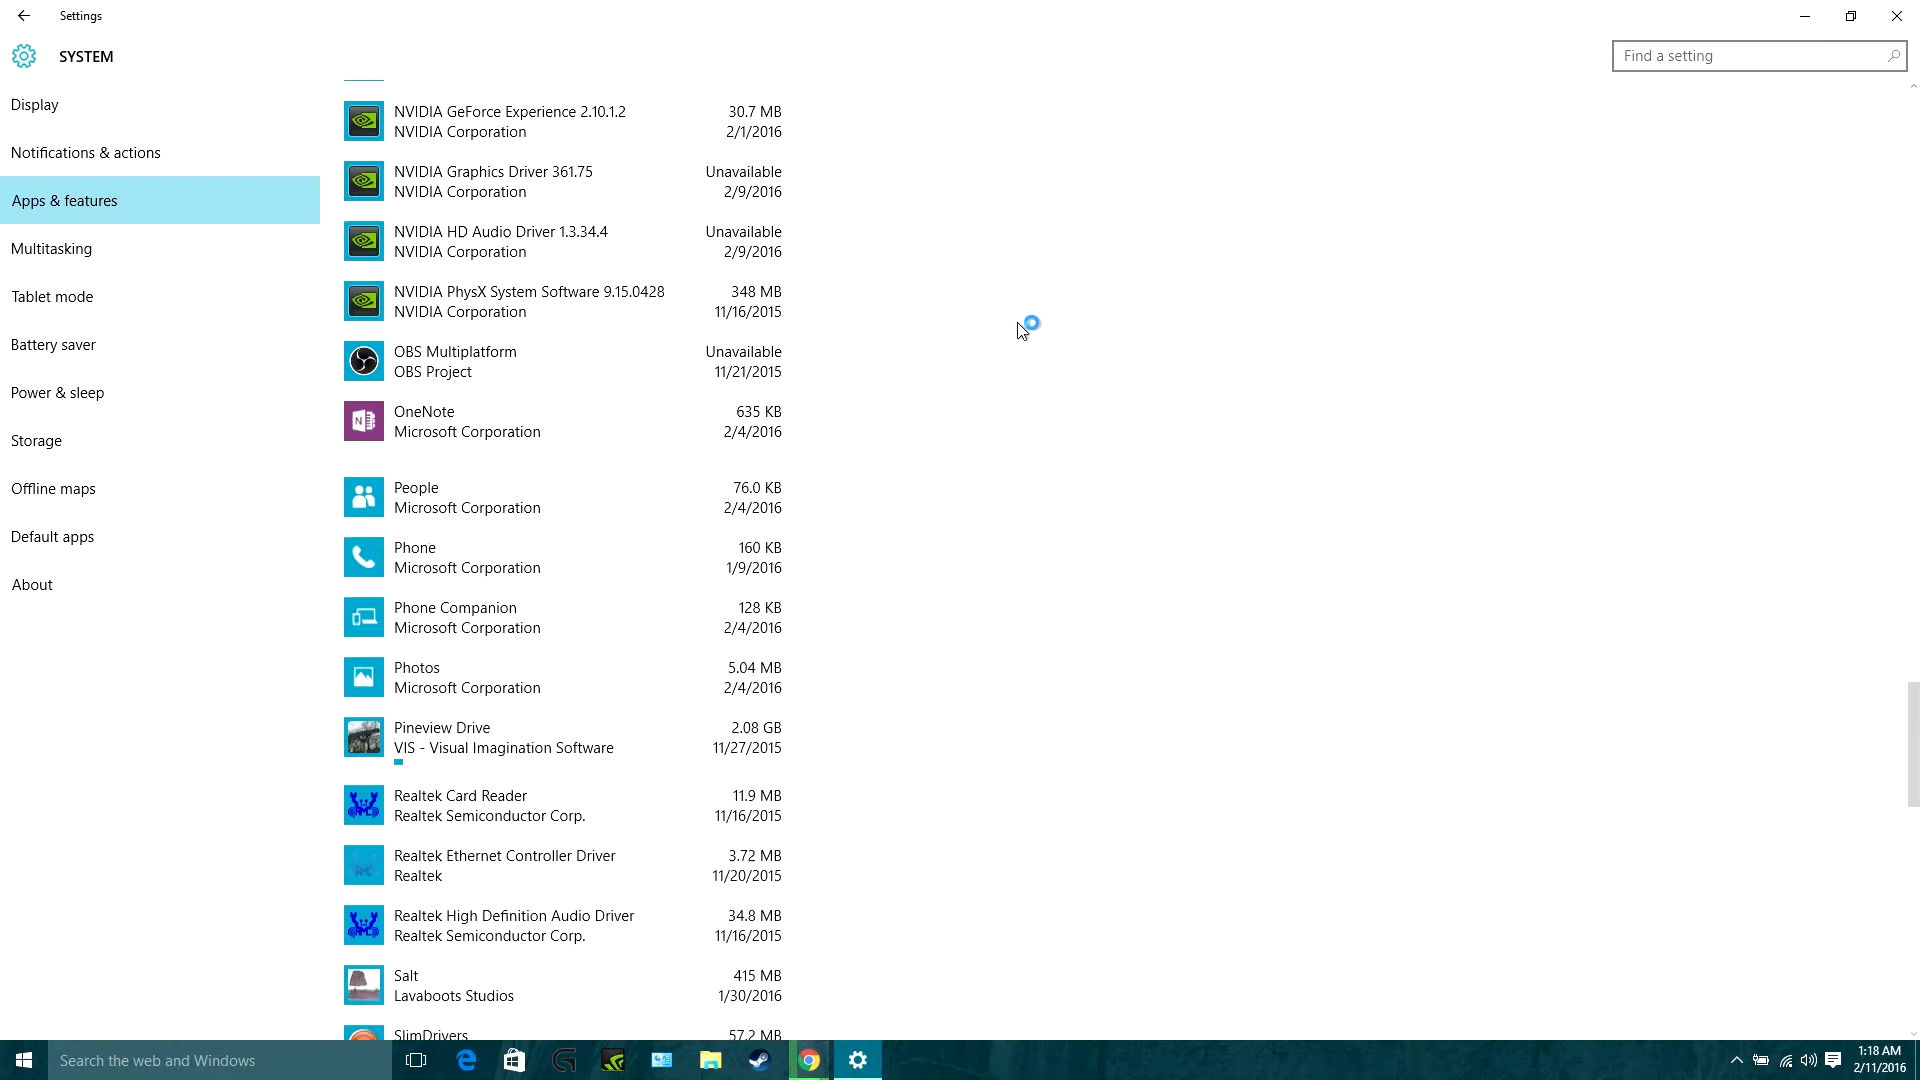 Settings
SYSTEM
Find a setting
Display
Notifications & actions
Apps & features
Multitasking
Tablet mode
Battery saver
Power & sleep
Storage
Offline maps
Default apps
About
NVIDIA GeForce Experience 2.10.1.2 30.7 MB
NVIDIA Corporation 2/1/2016
NVIDIA Graphics Driver 361.75 Unavailable
NVIDIA Corporation 2/9/2016
NVIDIA HD Audio Driver 1.3.34.4 Unavailable
NVIDIA Corporation 2/9/2016
NVIDIA PhysX System Software 9.15.0428 348 MB
NVIDIA Corporation 11/16/2015
OBS Multiplatform Unavailable
OBS Project 11/21/2015
OneNote 635 KB
Microsoft Corporation 2/4/2016
People 76.0 KB
Microsoft Corporation 2/4/2016
Phone 160 KB
Microsoft Corporation 1/9/2016
Phone Companion 128 KB
Microsoft Corporation 2/4/2016
Photos 5.04 MB
Microsoft Corporation 2/4/2016
Pineview Drive 2.08 GB
VIS - Visual Imagination Software 11/27/2015
Realtek Card Reader 11.9 MB
Realtek Semiconductor Corp. 11/16/2015
Realtek Ethernet Controller Driver 3.72 MB
Realtek 11/20/2015
Realtek High Definition Audio Driver 34.8 MB
Realtek Semiconductor Corp. 11/16/2015
Salt 415 MB
Lavaboots Studios 1/30/2016
SlimDrivers 57.2 MB
Search the web and Windows
1:18 AM
2/11/2016